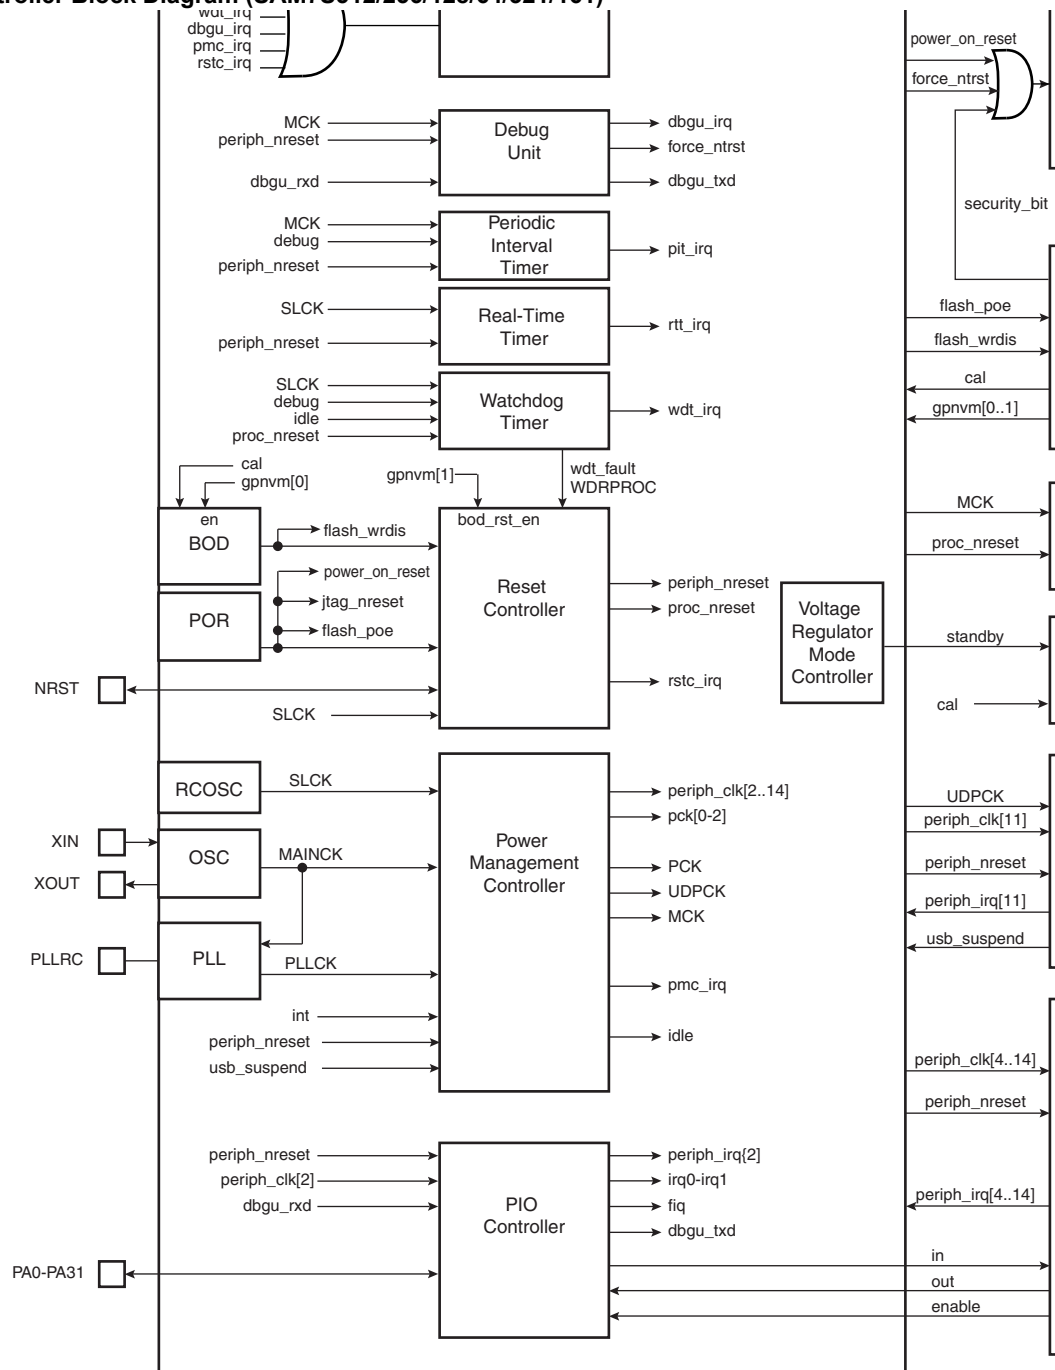 wdt_irq
dbgu_irq
pmc_irq
rstc_irq
power_on_reset
force_ntrst
security_bit
MCK
periph_nreset
dbgu_rxd
Debug
Unit
dbgu_irq
force_ntrst
dbgu_txd
MCK
debug
periph_nreset
Periodic
Interval
Timer
pit_irq
SLCK
periph_nreset
Real-Time
Timer
rtt_irq
flash_poe
flash_wrdis
cal
gpnvm[0..1]
SLCK
debug
idle
proc_nreset
Watchdog
Timer
wdt_irq
cal
gpnvm[0]
gpnvm[1]
wdt_fault
WDRPROC
en
BOD
flash_wrdis
bod_rst_en
power_on_reset
jtag_nreset
flash_poe
POR
Reset
Controller
periph_nreset
proc_nreset
rstc_irq
NRST
SLCK
Voltage
Regulator
Mode
Controller
MCK
proc_nreset
standby
cal
RCOSC
SLCK
XIN
OSC
MAINCK
XOUT
PLLRC
PLL
PLLCK
int
periph_nreset
usb_suspend
Power
Management
Controller
periph_clk[2..14]
pck[0-2]
PCK
UDPCK
MCK
pmc_irq
idle
UDPCK
periph_clk[11]
periph_nreset
periph_irq[11]
usb_suspend
periph_clk[4..14]
periph_nreset
periph_irq[4..14]
periph_nreset
periph_clk[2]
dbgu_rxd
PIO
Controller
periph_irq{2]
irq0-irq1
fiq
dbgu_txd
PA0-PA31
in
out
enable